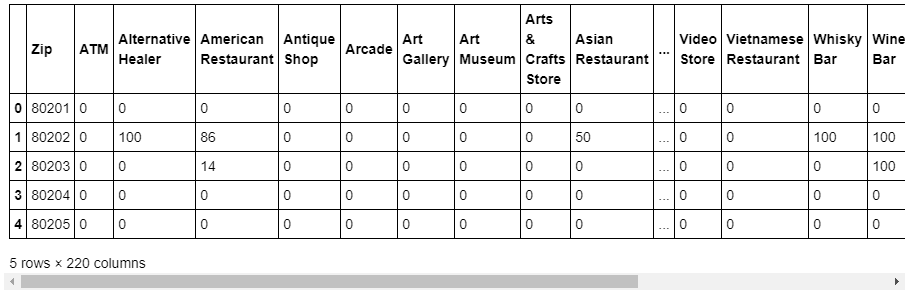 Zip ATM Alternative Healer American Restaurant Antique Shop Arcade Art Gallery Art Museum Arts & Crafts Store Asian Restaurant ... Video Store Vietnamese Restaurant Whisky Bar Wine Bar
0 80201 0 0 0 0 0 0 0 0 0 ... 0 0 0 0
1 80202 0 100 86 0 0 0 0 0 50 ... 0 0 100 100
2 80203 0 0 14 0 0 0 0 0 0 ... 0 0 0 100
3 80204 0 0 0 0 0 0 0 0 0 ... 0 0 0 0
4 80205 0 0 0 0 0 0 0 0 0 ... 0 0 0 0
5 rows × 220 columns